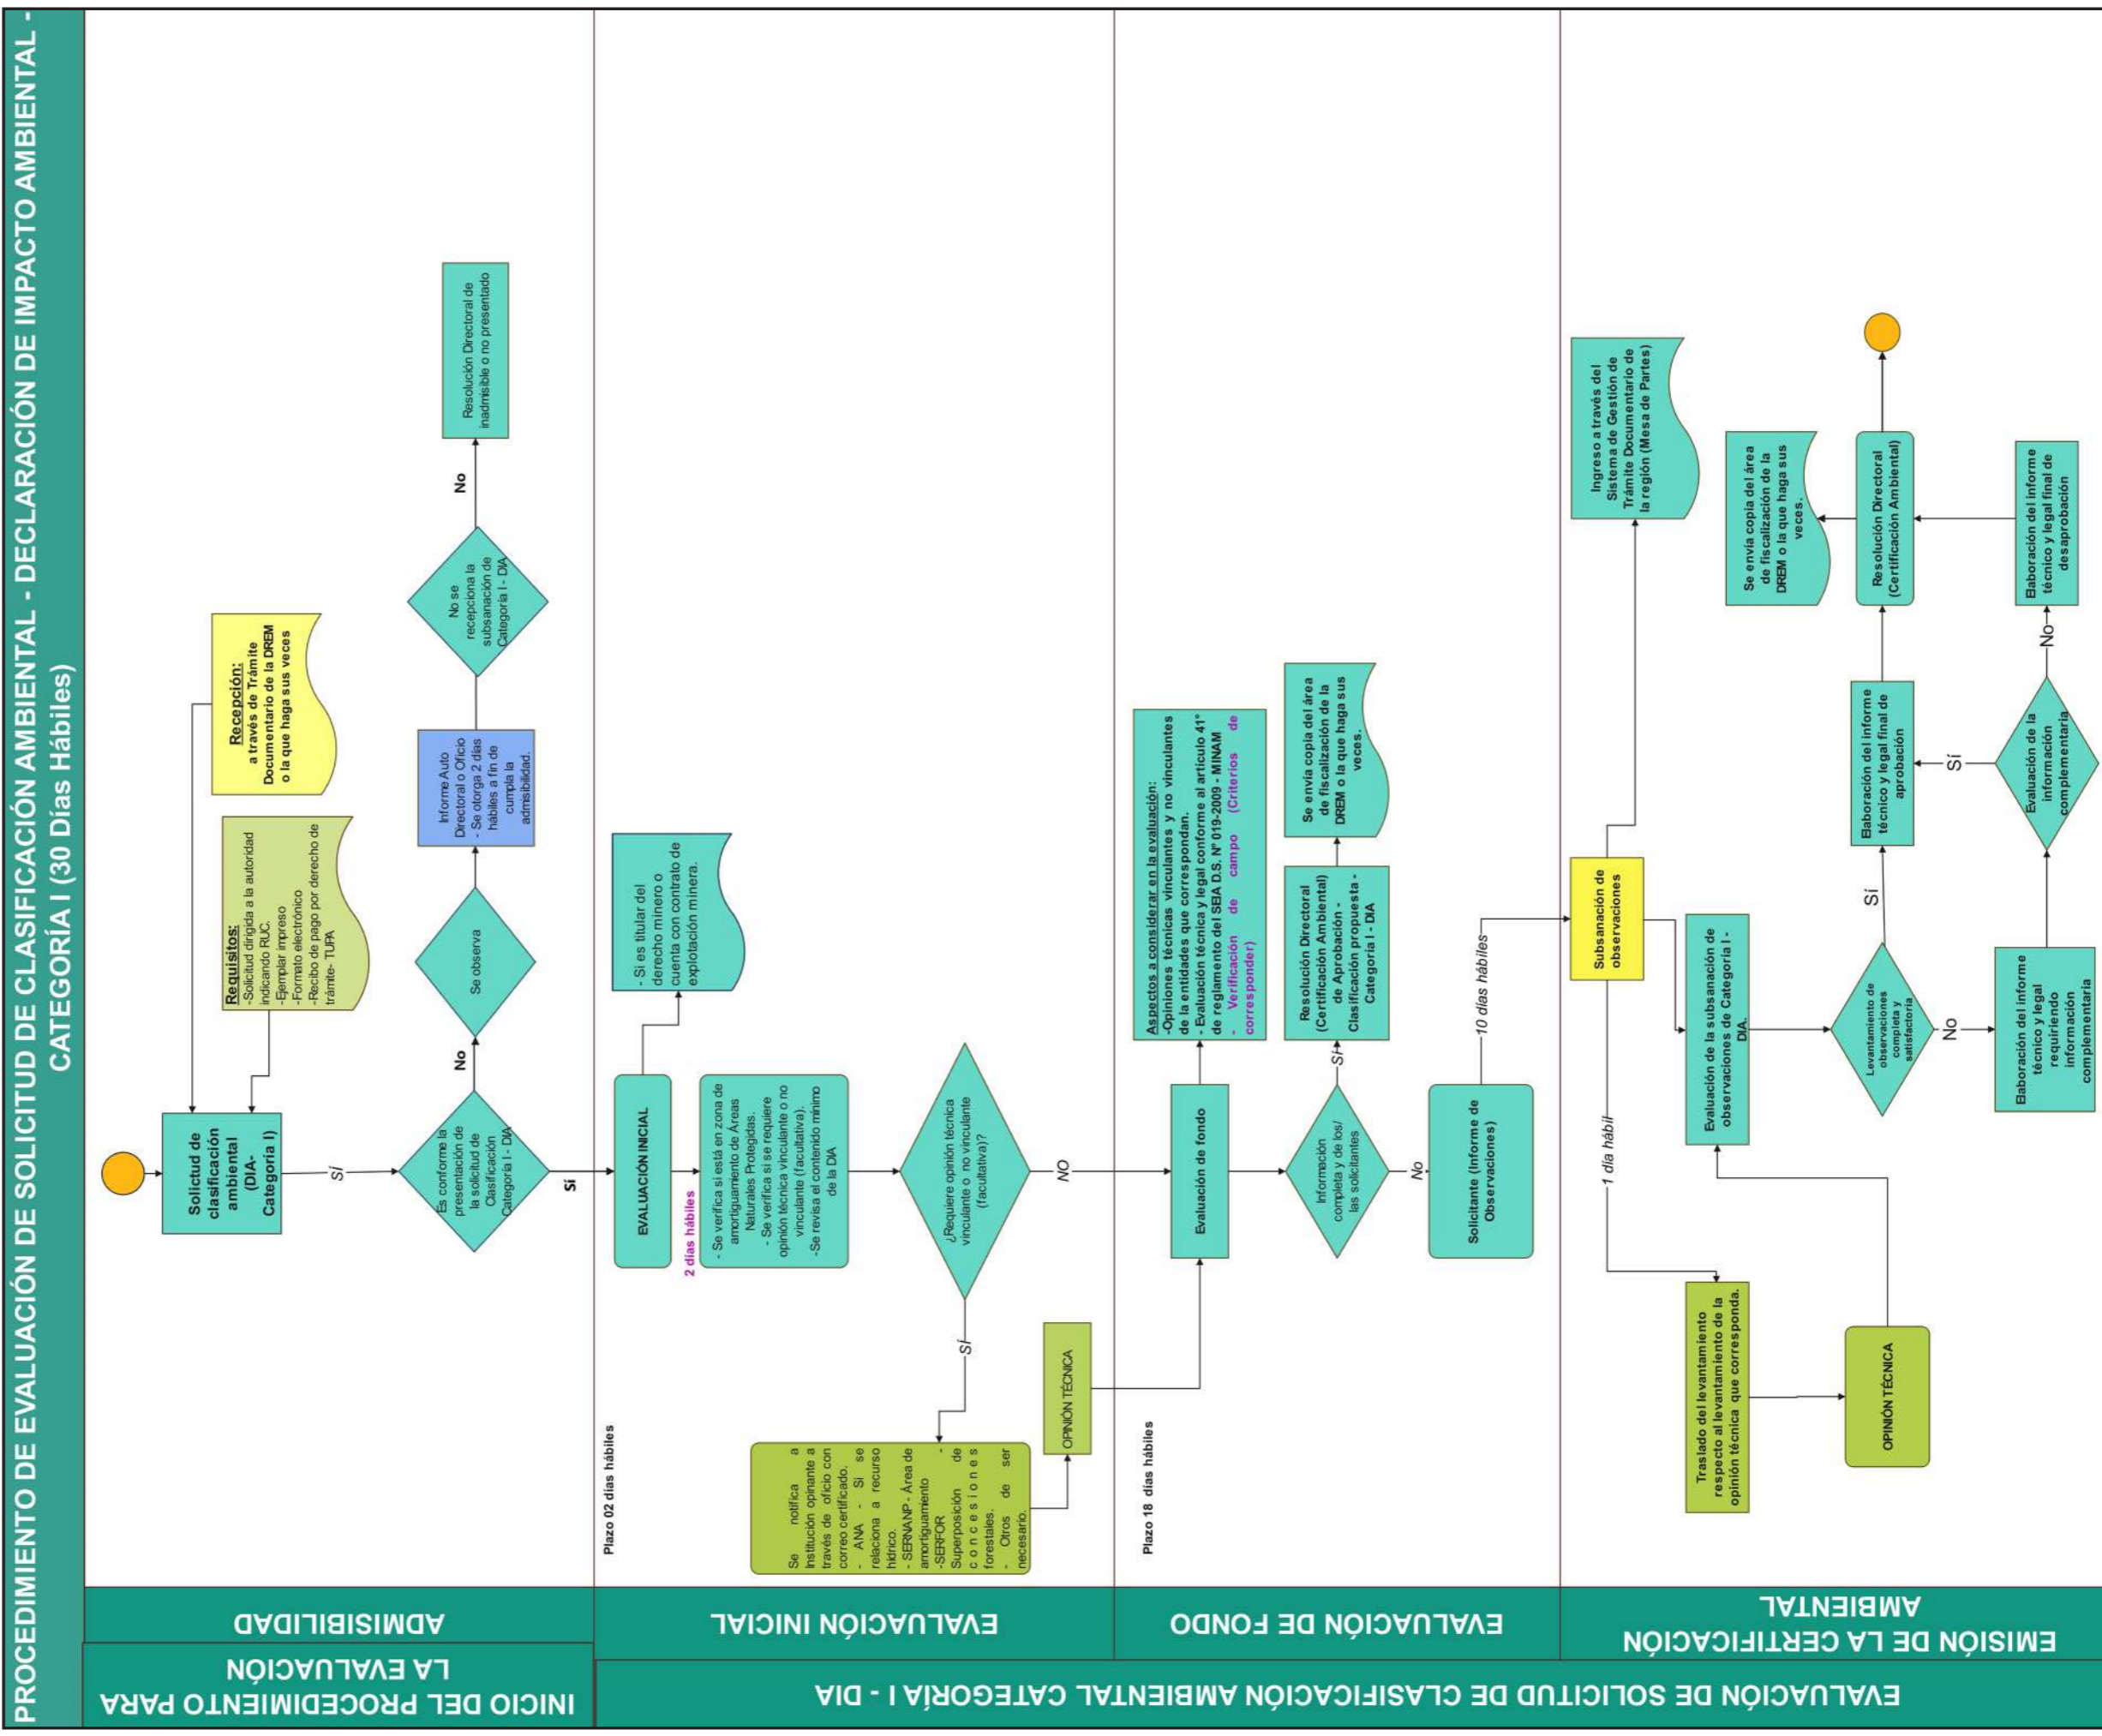 PROCEDIMIENTO DE EVALUACIÓN DE SOLICITUD DE CLASIFICACIÓN AMBIENTAL - DECLARACIÓN DE IMPACTO AMBIENTAL -
CATEGORÍA I (30 Días Hábiles)
INICIO DEL PROCEDIMIENTO PARA
LA EVALUACIÓN
ADMISIBILIDAD
Solictud de
clasificación
ambiental
(DIA-
Categoría I)
Requisitos:
-Solicitud dirigida a la autoridad
indicando RUC.
-Ejemplar impreso
-Formato electrónico
-Recibo de pago por derecho de
trámite- TUPA
Recepción:
a través de Trámite
Documentario de la DREM
o la que haga sus veces
SÍ
Es conforme la
presentación de
la solicitud de
Clasificación
Categoría I - DIA
No
Se observa
Informe Auto
Directoral o Oficio
- Se otorga 2 días
hábiles a fin de
cumpla la
admisibilidad.
No se
recepciona la
subsanación de
Categoría I - DIA
No
Resolución Directoral de
inadmisible o no presentado
Sí
EVALUACIÓN DE SOLICITUD DE CLASIFICACIÓN AMBIENTAL CATEGORÍA I - DIA
EVALUACIÓN INICIAL
Plazo 02 días hábiles
EVALUACIÓN INICIAL
- Si es titular del
derecho minero o
cuenta con contrato de
explotación minera.
2 días hábiles
- Se verifica si está en zona de
amortiguamiento de Áreas
Naturales Protegidas.
- Se verifica si se requiere
opinión técnica vinculante o no
vinculante (facultativa).
-Se revisa el contenido mínimo
de la DIA
¿Requiere opinión técnica
vinculante o no vinculante
(facultativa)?
SÍ
Se notifica a
Institución opinante a
través de oficio con
correo certificado.
- ANA - Si se
relaciona a recurso
hídrico.
- SERNANP - Área de
amortiguamiento
-SERFOR -
Superposición de
concesiones
forestales.
- Otros de ser
necesario.
OPINIÓN TÉCNICA
NO
EVALUACIÓN DE FONDO
Plazo 18 días hábiles
Evaluación de fondo
Aspectos a considerar en la evaluación:
-Opiniones técnicas vinculantes y no vinculantes
de la entidades que correspondan.
- Evaluación técnica y legal conforme al artículo 41°
de reglamento del SEIA D.S. N° 019-2009 - MINAM
- Verificación de campo (Criterios de
corresponder)
Información
completa y de los/
las solicitantes
SÍ
Resolución Directoral
(Certificación Ambiental)
de Aprobación -
Clasificación propuesta -
Categoría I - DIA
Se envía copia del área
de fiscalización de la
DREM o la que haga sus
veces.
No
Solicitante (Informe de
Observaciones)
10 días hábiles
EMISIÓN DE LA CERTIFICACIÓN
AMBIENTAL
Subsanación de
observaciones
Ingreso a través del
Sistema de Gestión de
Trámite Documentario de
la región (Mesa de Partes)
1 día hábil
Traslado del levantamiento
respecto al levantamiento de la
opinión técnica que corresponda.
OPINIÓN TÉCNICA
Evaluación de la subsanación de
observaciones de Categoría I -
DIA.
Levantamiento de
observaciones
completa y
satisfactoria
Sí
Elaboración del informe
técnico y legal final de
aprobación
Resolución Directoral
(Certificación Ambiental)
Se envía copia del área
de fiscalización de la
DREM o la que haga sus
veces.
No
Elaboración del informe
técnico y legal
requiriendo
información
complementaria
Evaluación de la
información
complementaria
Sí
No
Elaboración del informe
técnico y legal final de
desaprobación